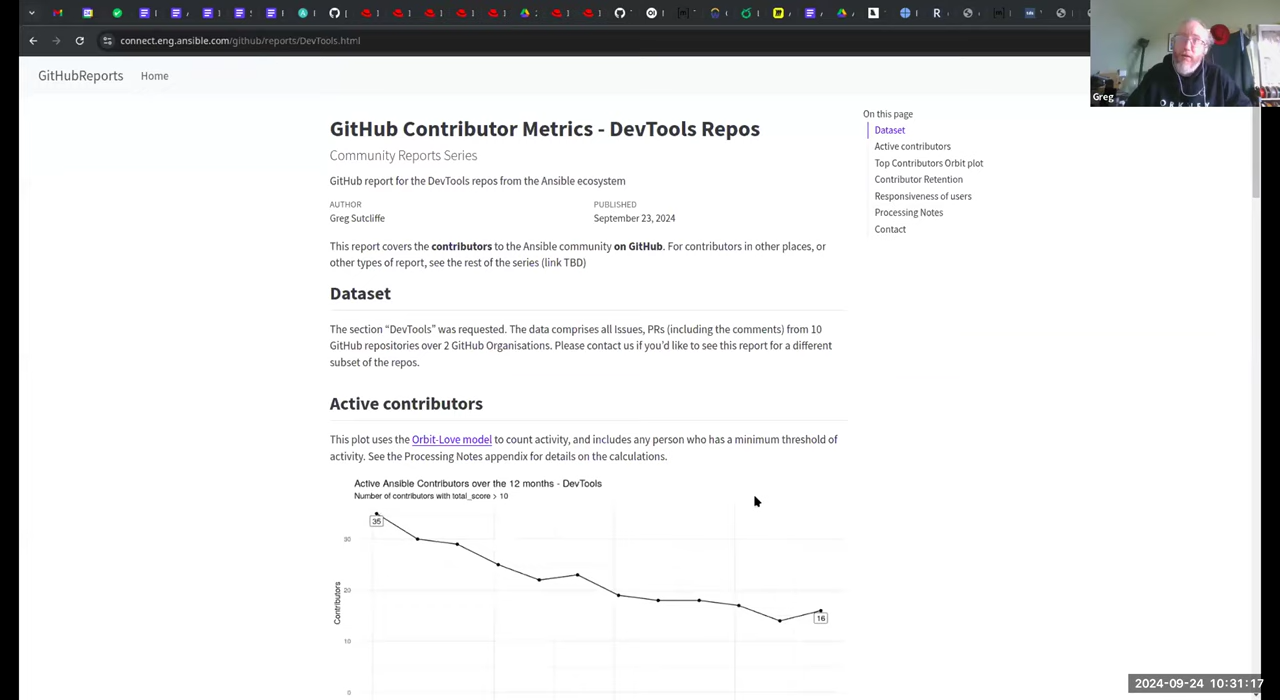 connect.eng.ansible.com/github/reports/DevTools.html
GitHubReports
Home
Greg
GitHub Contributor Metrics - DevTools Repos
Community Reports Series
GitHub report for the DevTools repos from the Ansible ecosystem
AUTHOR
PUBLISHED
Greg Sutcliffe
September 23, 2024
This report covers the contributors to the Ansible community on GitHub. For contributors in other places, or
other types of report, see the rest of the series (link TBD)
Dataset
The section “DevTools” was requested. The data comprises all Issues, PRs (including the comments) from 10
GitHub repositories over 2 GitHub Organisations. Please contact us if you’d like to see this report for a different
subset of the repos.
Active contributors
This plot uses the Orbit-Love model to count activity, and includes any person who has a minimum threshold of
activity. See the Processing Notes appendix for details on the calculations.
Active Ansible Contributors over the 12 months - DevTools
Number of contributors with total_score > 10
35
30
20
16
10
0
Contributors
On this page
Dataset
Active contributors
Top Contributors Orbit plot
Contributor Retention
Responsiveness of users
Processing Notes
Contact
2024-09-24 10:31:17